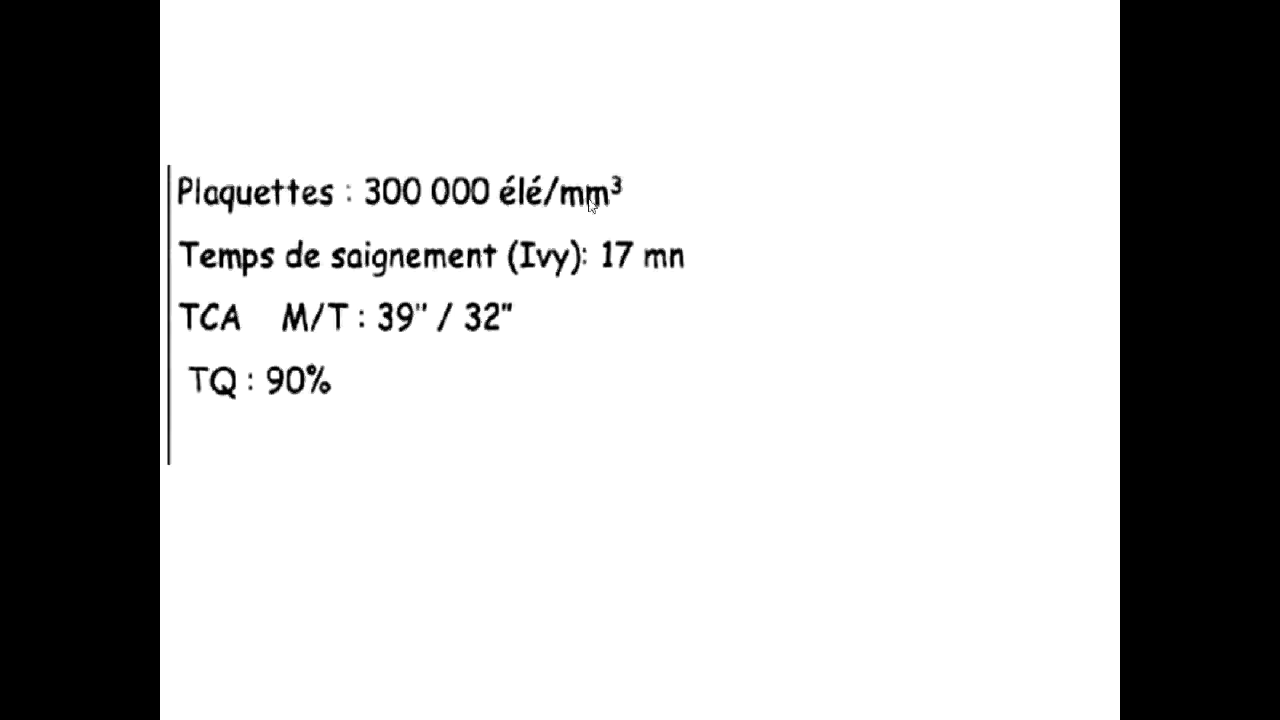 Plaquettes : 300 000 élé/mm³
Temps de saignement (Ivy): 17 mn
TCA M/T : 39" / 32"
TQ : 90%